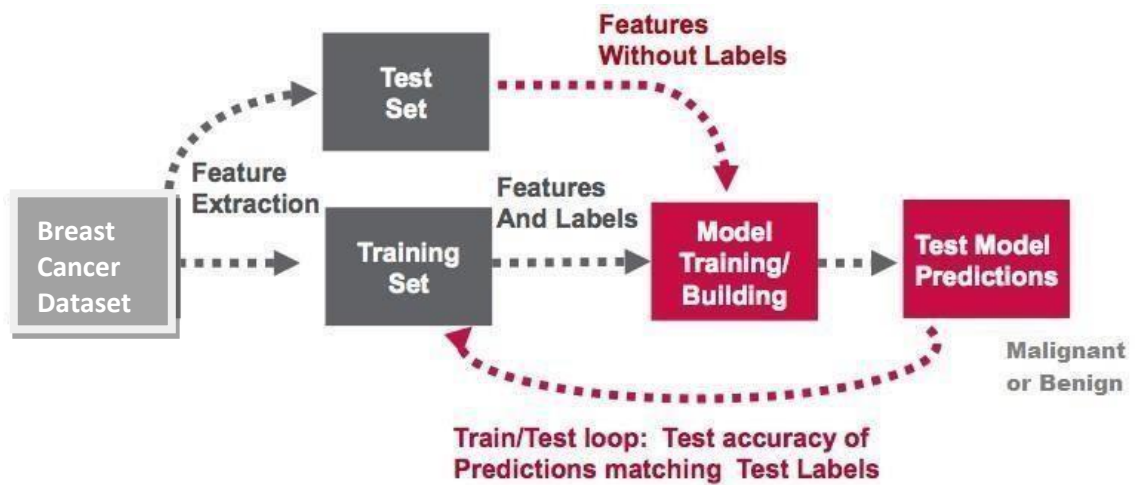 Features
Without Labels
Test
Set
Feature
Extraction
Features
And Labels
Breast
Cancer
Dataset
Training
Set
Model
Training/
Building
Test Model
Predictions
Malignant
or Benign
Train/Test loop: Test accuracy of
Predictions matching Test Labels